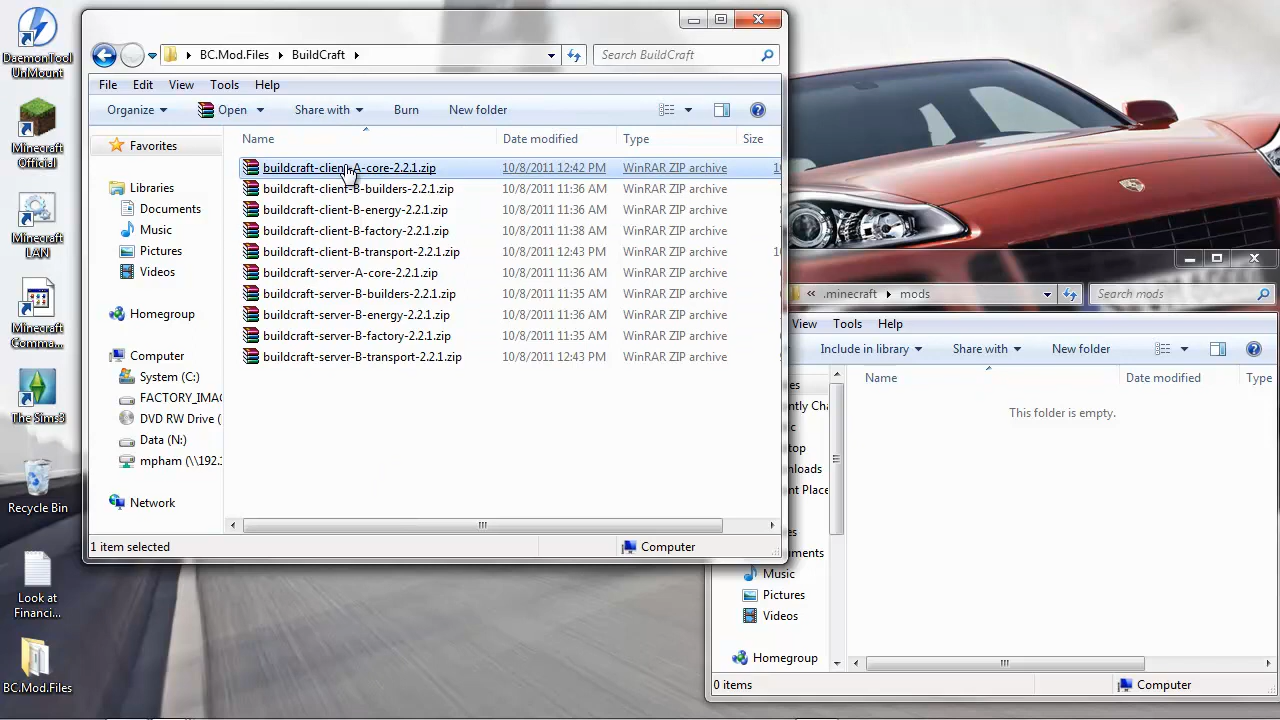 DaemonTool
UnMount
Minecraft
Official
Minecraft
LAN
Minecraft
Comma...
The Sims3
Recycle Bin
Look at
Financi...
BC.Mod.Files
BC.Mod.Files BuildCraft
Search BuildCraft
File Edit View Tools Help
Organize Open Share with Burn New folder
Favorites
Libraries
Documents
Music
Pictures
Videos
Homegroup
Computer
System (C:)
FACTORY_IMAG
DVD RW Drive (
Data (N:)
mpham (\\192.1
Network
Name Date modified Type Size
buildcraft-client-A-core-2.2.1.zip 10/8/2011 12:42 PM WinRAR ZIP archive
buildcraft-client-B-builders-2.2.1.zip 10/8/2011 11:36 AM WinRAR ZIP archive
buildcraft-client-B-energy-2.2.1.zip 10/8/2011 11:36 AM WinRAR ZIP archive
buildcraft-client-B-factory-2.2.1.zip 10/8/2011 11:38 AM WinRAR ZIP archive
buildcraft-client-B-transport-2.2.1.zip 10/8/2011 12:43 PM WinRAR ZIP archive
buildcraft-server-A-core-2.2.1.zip 10/8/2011 11:36 AM WinRAR ZIP archive
buildcraft-server-B-builders-2.2.1.zip 10/8/2011 11:35 AM WinRAR ZIP archive
buildcraft-server-B-energy-2.2.1.zip 10/8/2011 11:36 AM WinRAR ZIP archive
buildcraft-server-B-factory-2.2.1.zip 10/8/2011 11:35 AM WinRAR ZIP archive
buildcraft-server-B-transport-2.2.1.zip 10/8/2011 12:43 PM WinRAR ZIP archive
1 item selected
Computer
« .minecraft mods
Search mods
View Tools Help
Include in library Share with New folder
Name Date modified Type
This folder is empty.
Music
Pictures
Videos
Homegroup
0 items
Computer